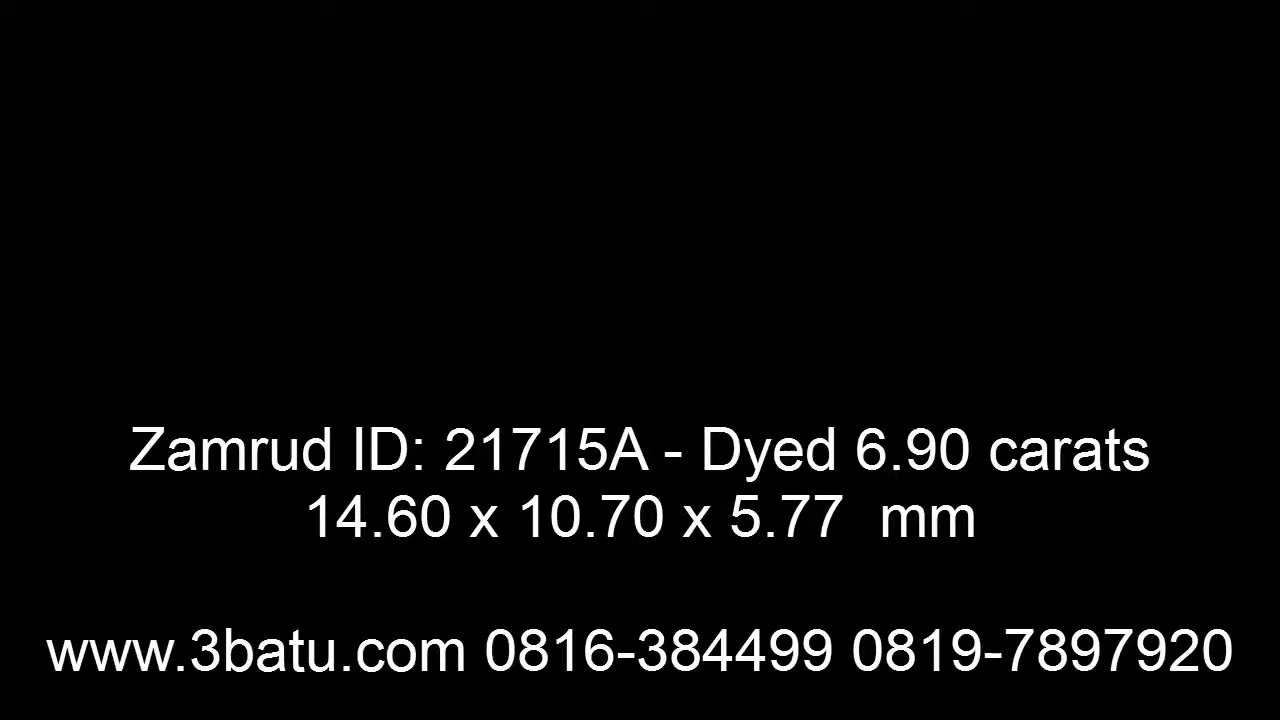 Zamrud ID: 21715A - Dyed 6.90 carats
14.60 x 10.70 x 5.77  mm
www.3batu.com 0816-384499 0819-7897920